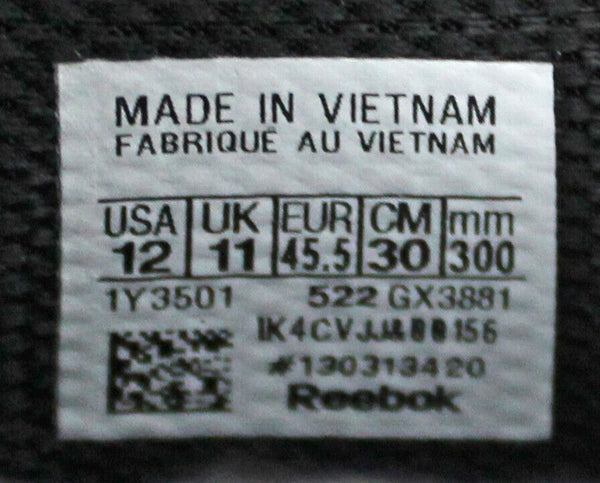 MADE IN VIETNAM
FABRIQUÉ AU VIETNAM
USA UK EUR CM mm
12 11 45.5 30 300
1Y3501 522 GX3881
#130313420
Reebok